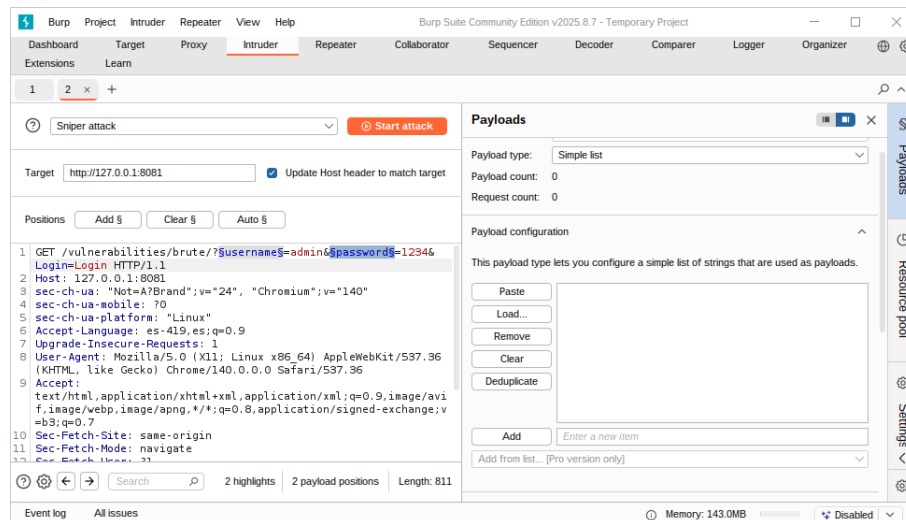 Burp Project Intruder Repeater View Help Burp Suite Community Edition v2025.8.7 - Temporary Project
Dashboard Target Proxy Intruder Repeater Collaborator Sequencer Decoder Comparer Logger Organizer
Extensions Learn
1 2 × +
Sniper attack
Start attack
Target http://127.0.0.1:8081 Update Host header to match target
Positions Add § Clear § Auto §
1 GET /vulnerabilities/brute/?§username§=admin&§password§=1234&
Login=Login HTTP/1.1
2 Host: 127.0.0.1:8081
3 sec-ch-ua: "Not=A?Brand";v="24", "Chromium";v="140"
4 sec-ch-ua-mobile: ?0
5 sec-ch-ua-platform: "Linux"
6 Accept-Language: es-419,es;q=0.9
7 Upgrade-Insecure-Requests: 1
8 User-Agent: Mozilla/5.0 (X11; Linux x86_64) AppleWebKit/537.36
(KHTML, like Gecko) Chrome/140.0.0.0 Safari/537.36
9 Accept:
text/html,application/xhtml+xml,application/xml;q=0.9,image/avi
f,image/webp,image/apng,*/*;q=0.8,application/signed-exchange;v
=b3;q=0.7
10 Sec-Fetch-Site: same-origin
11 Sec-Fetch-Mode: navigate
12 Sec-Fetch-User: ?1
Search 2 highlights 2 payload positions Length: 811
Payloads
Payload type: Simple list
Payload count: 0
Request count: 0
Payload configuration
This payload type lets you configure a simple list of strings that are used as payloads.
Paste
Load...
Remove
Clear
Deduplicate
Add Enter a new item
Add from list... [Pro version only]
Payloads
Resource pool
Settings
Event log All issues Memory: 143.0MB Disabled